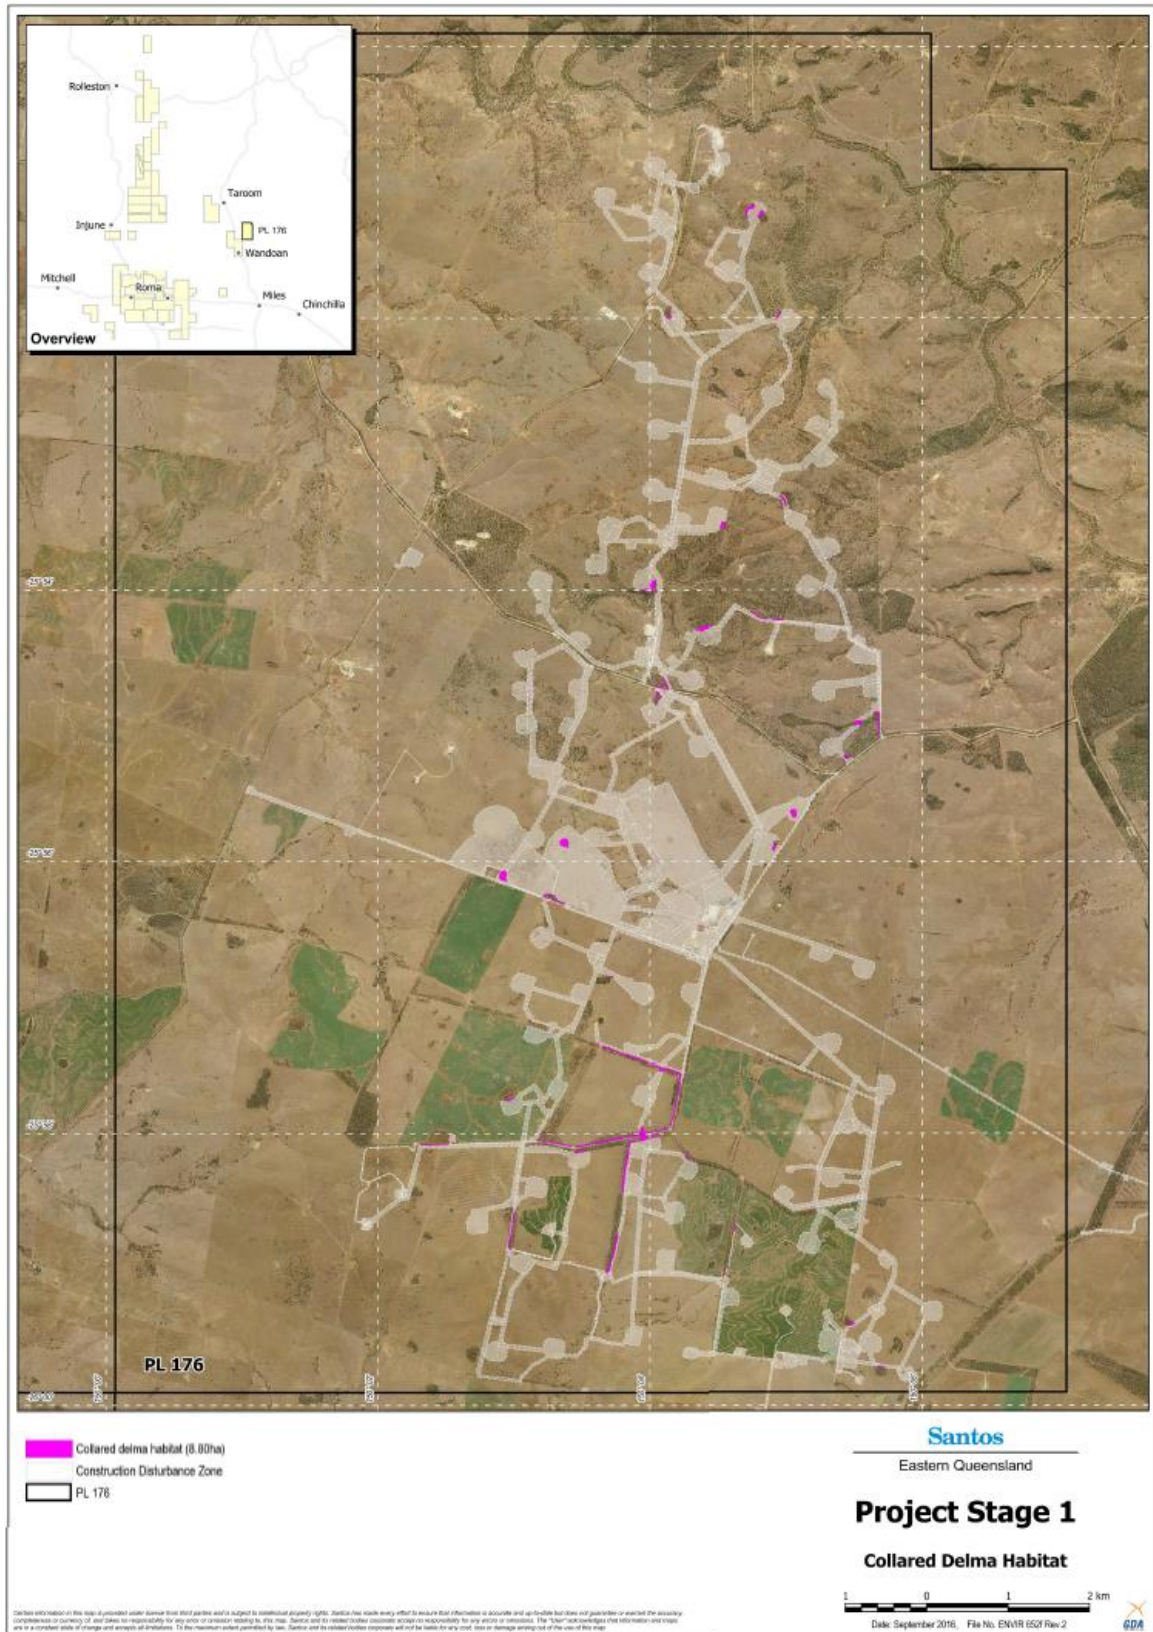 Rolleston
Taroom
Injune
PL 176
Wandoan
Mitchell
Roma
Miles
Chinchilla
Overview
PL 176
Collared delma habitat (8.80ha)
Construction Disturbance Zone
PL 176
Santos
Eastern Queensland
Project Stage 1
Collared Delma Habitat
1 0 1 2 km
Date: September 2016, File No. ENVIR 652f Rev.2
GDA